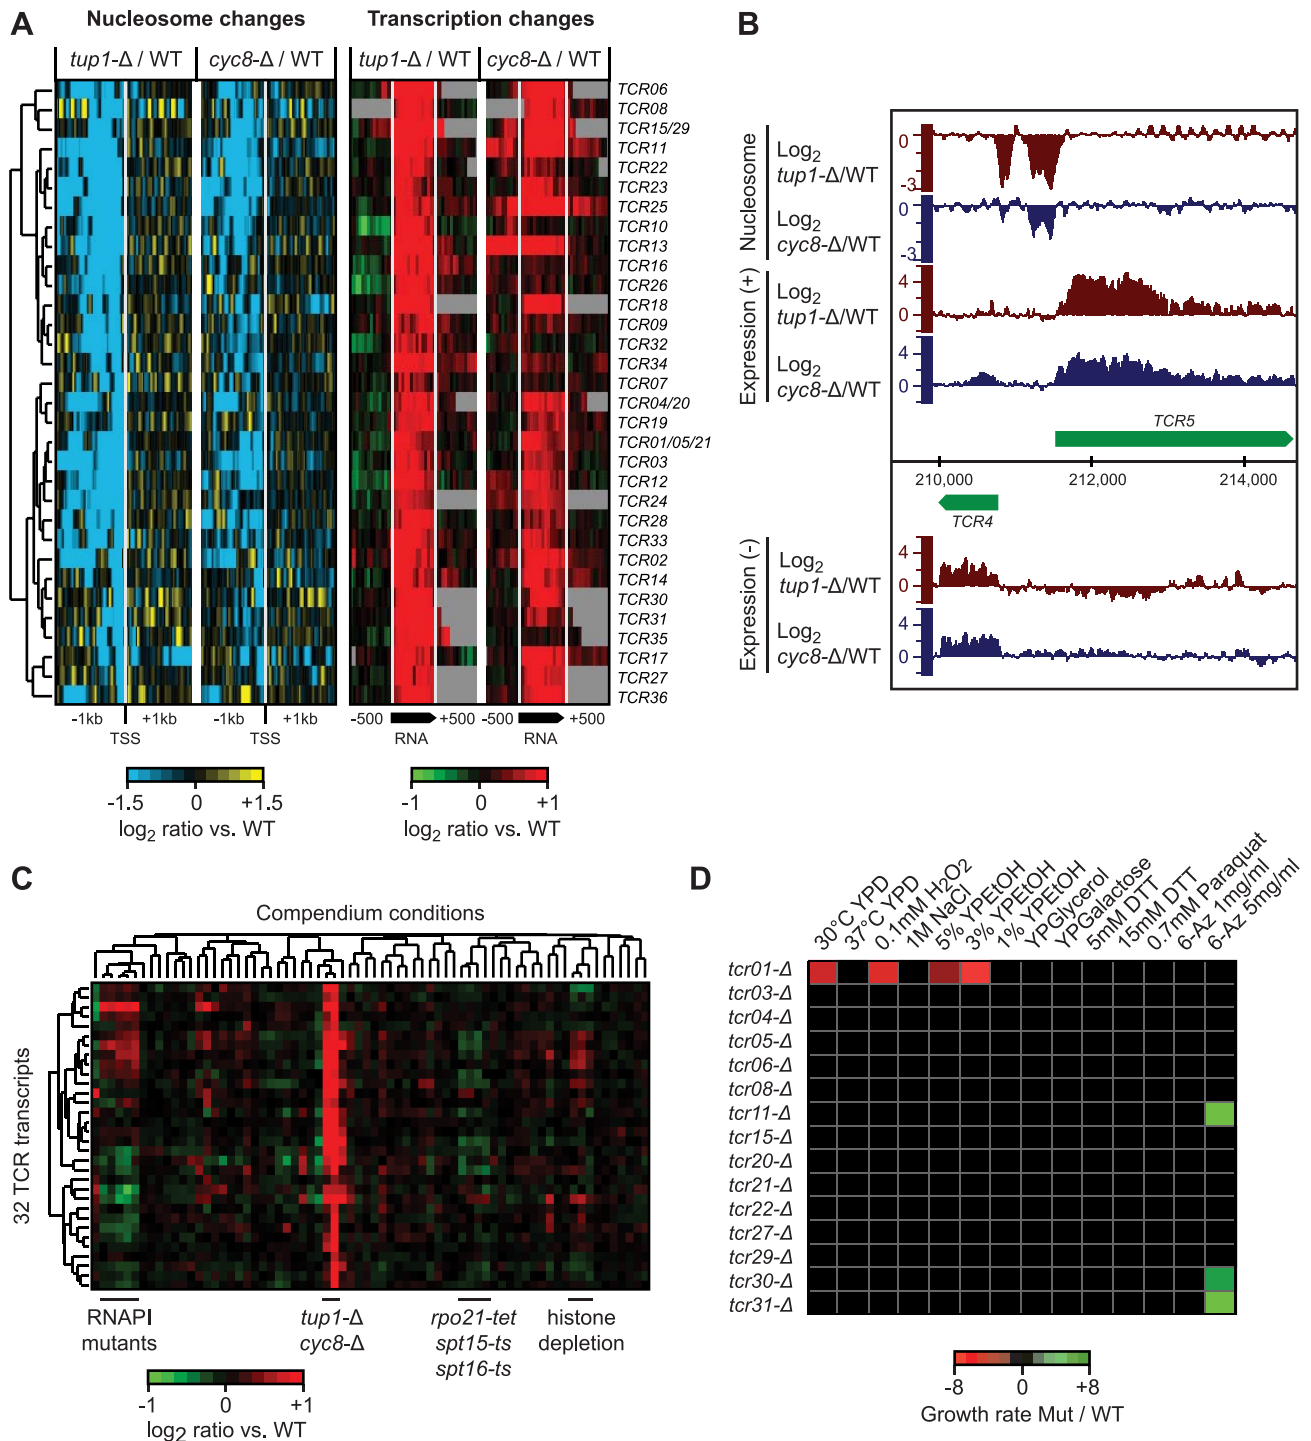 A
Nucleosome changes
Transcription changes
tup1-Δ / WT
cyc8-Δ / WT
tup1-Δ / WT
cyc8-Δ / WT
TCR06
TCR08
TCR15/29
TCR11
TCR22
TCR23
TCR25
TCR10
TCR13
TCR16
TCR26
TCR18
TCR09
TCR32
TCR34
TCR07
TCR04/20
TCR19
TCR01/05/21
TCR03
TCR12
TCR24
TCR28
TCR33
TCR02
TCR14
TCR30
TCR31
TCR35
TCR17
TCR27
TCR36
-1kb
+1kb
-1kb
+1kb
-500
+500
-500
+500
TSS
TSS
RNA
RNA
-1.5 0 +1.5
log2 ratio vs. WT
-1 0 +1
log2 ratio vs. WT
B
Nucleosome
Log2
tup1-Δ/WT
0
-3
Log2
cyc8-Δ/WT
0
-3
Expression (+)
Log2
tup1-Δ/WT
4
0
Log2
cyc8-Δ/WT
4
0
TCR5
210,000
212,000
214,000
TCR4
Expression (-)
Log2
tup1-Δ/WT
4
0
Log2
cyc8-Δ/WT
4
0
C
Compendium conditions
32 TCR transcripts
RNAPI
mutants
tup1-Δ
cyc8-Δ
rpo21-tet
spt15-ts
spt16-ts
histone
depletion
-1 0 +1
log2 ratio vs. WT
D
30°C YPD
37°C YPD
0.1mM H2O2
1M NaCl
5% YPEtOH
3% YPEtOH
1% YPEtOH
YPGlycerol
YPGalactose
5mM DTT
15mM DTT
0.7mM Paraquat
6-Az 1mg/ml
6-Az 5mg/ml
tcr01-Δ
tcr03-Δ
tcr04-Δ
tcr05-Δ
tcr06-Δ
tcr08-Δ
tcr11-Δ
tcr15-Δ
tcr20-Δ
tcr21-Δ
tcr22-Δ
tcr27-Δ
tcr29-Δ
tcr30-Δ
tcr31-Δ
-8 0 +8
Growth rate Mut / WT